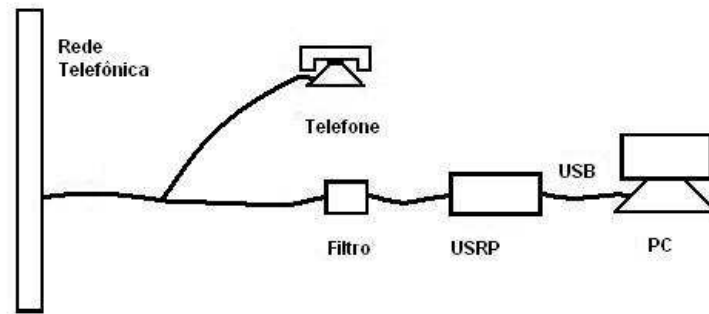 Rede
Telefônica
Telefone
USB
Filtro
USRP
PC